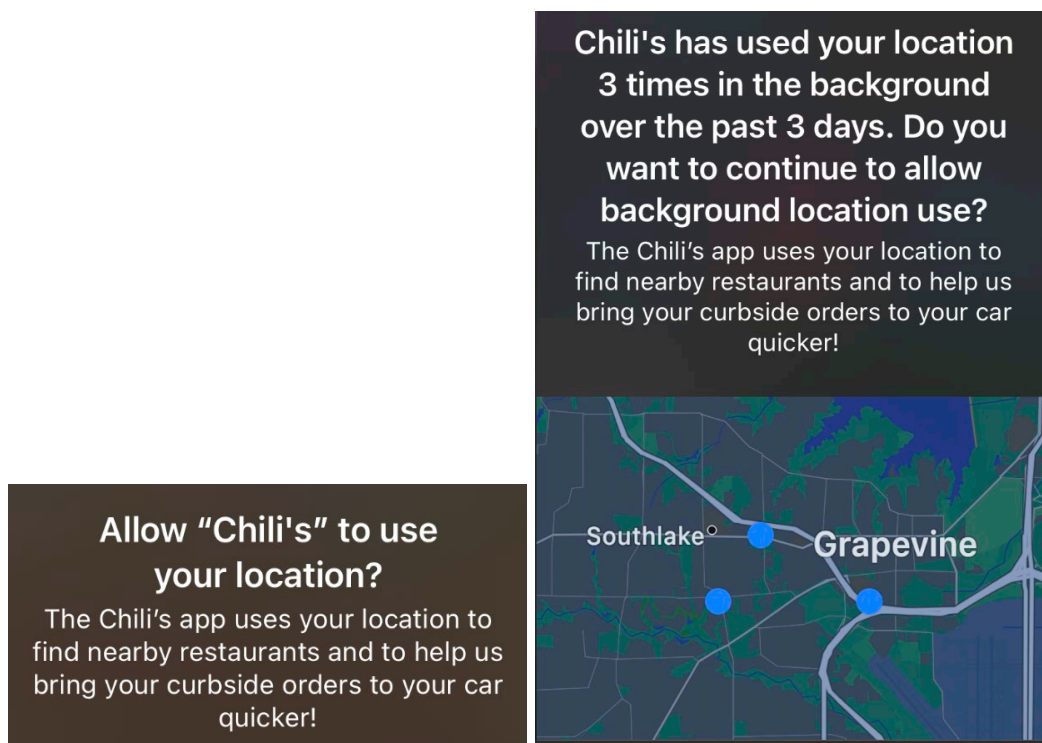 Allow “Chili's” to use
your location?
The Chili’s app uses your location to
find nearby restaurants and to help us
bring your curbside orders to your car
quicker!
Chili's has used your location
3 times in the background
over the past 3 days. Do you
want to continue to allow
background location use?
The Chili’s app uses your location to
find nearby restaurants and to help us
bring your curbside orders to your car
quicker!
Southlake
Grapevine